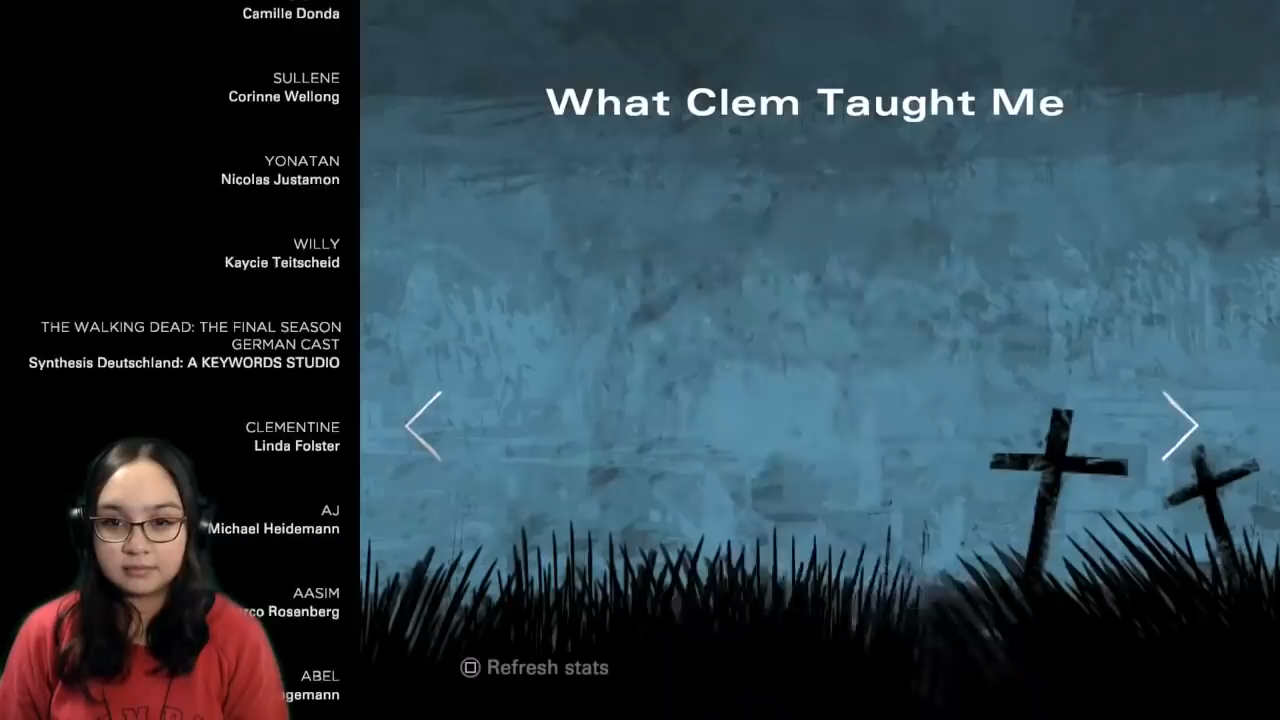 Camille Donda
SULLENE
Corinne Wellong
YONATAN
Nicolas Justamon
WILLY
Kaycie Teitscheid
THE WALKING DEAD: THE FINAL SEASON
GERMAN CAST
Synthesis Deutschland: A KEYWORDS STUDIO
CLEMENTINE
Linda Folster
AJ
Michael Heidemann
AASIM
Rosenberg
ABEL
What Clem Taught Me
Refresh stats